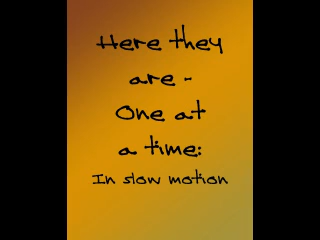 Here they
are -
One at
a time:
In slow motion